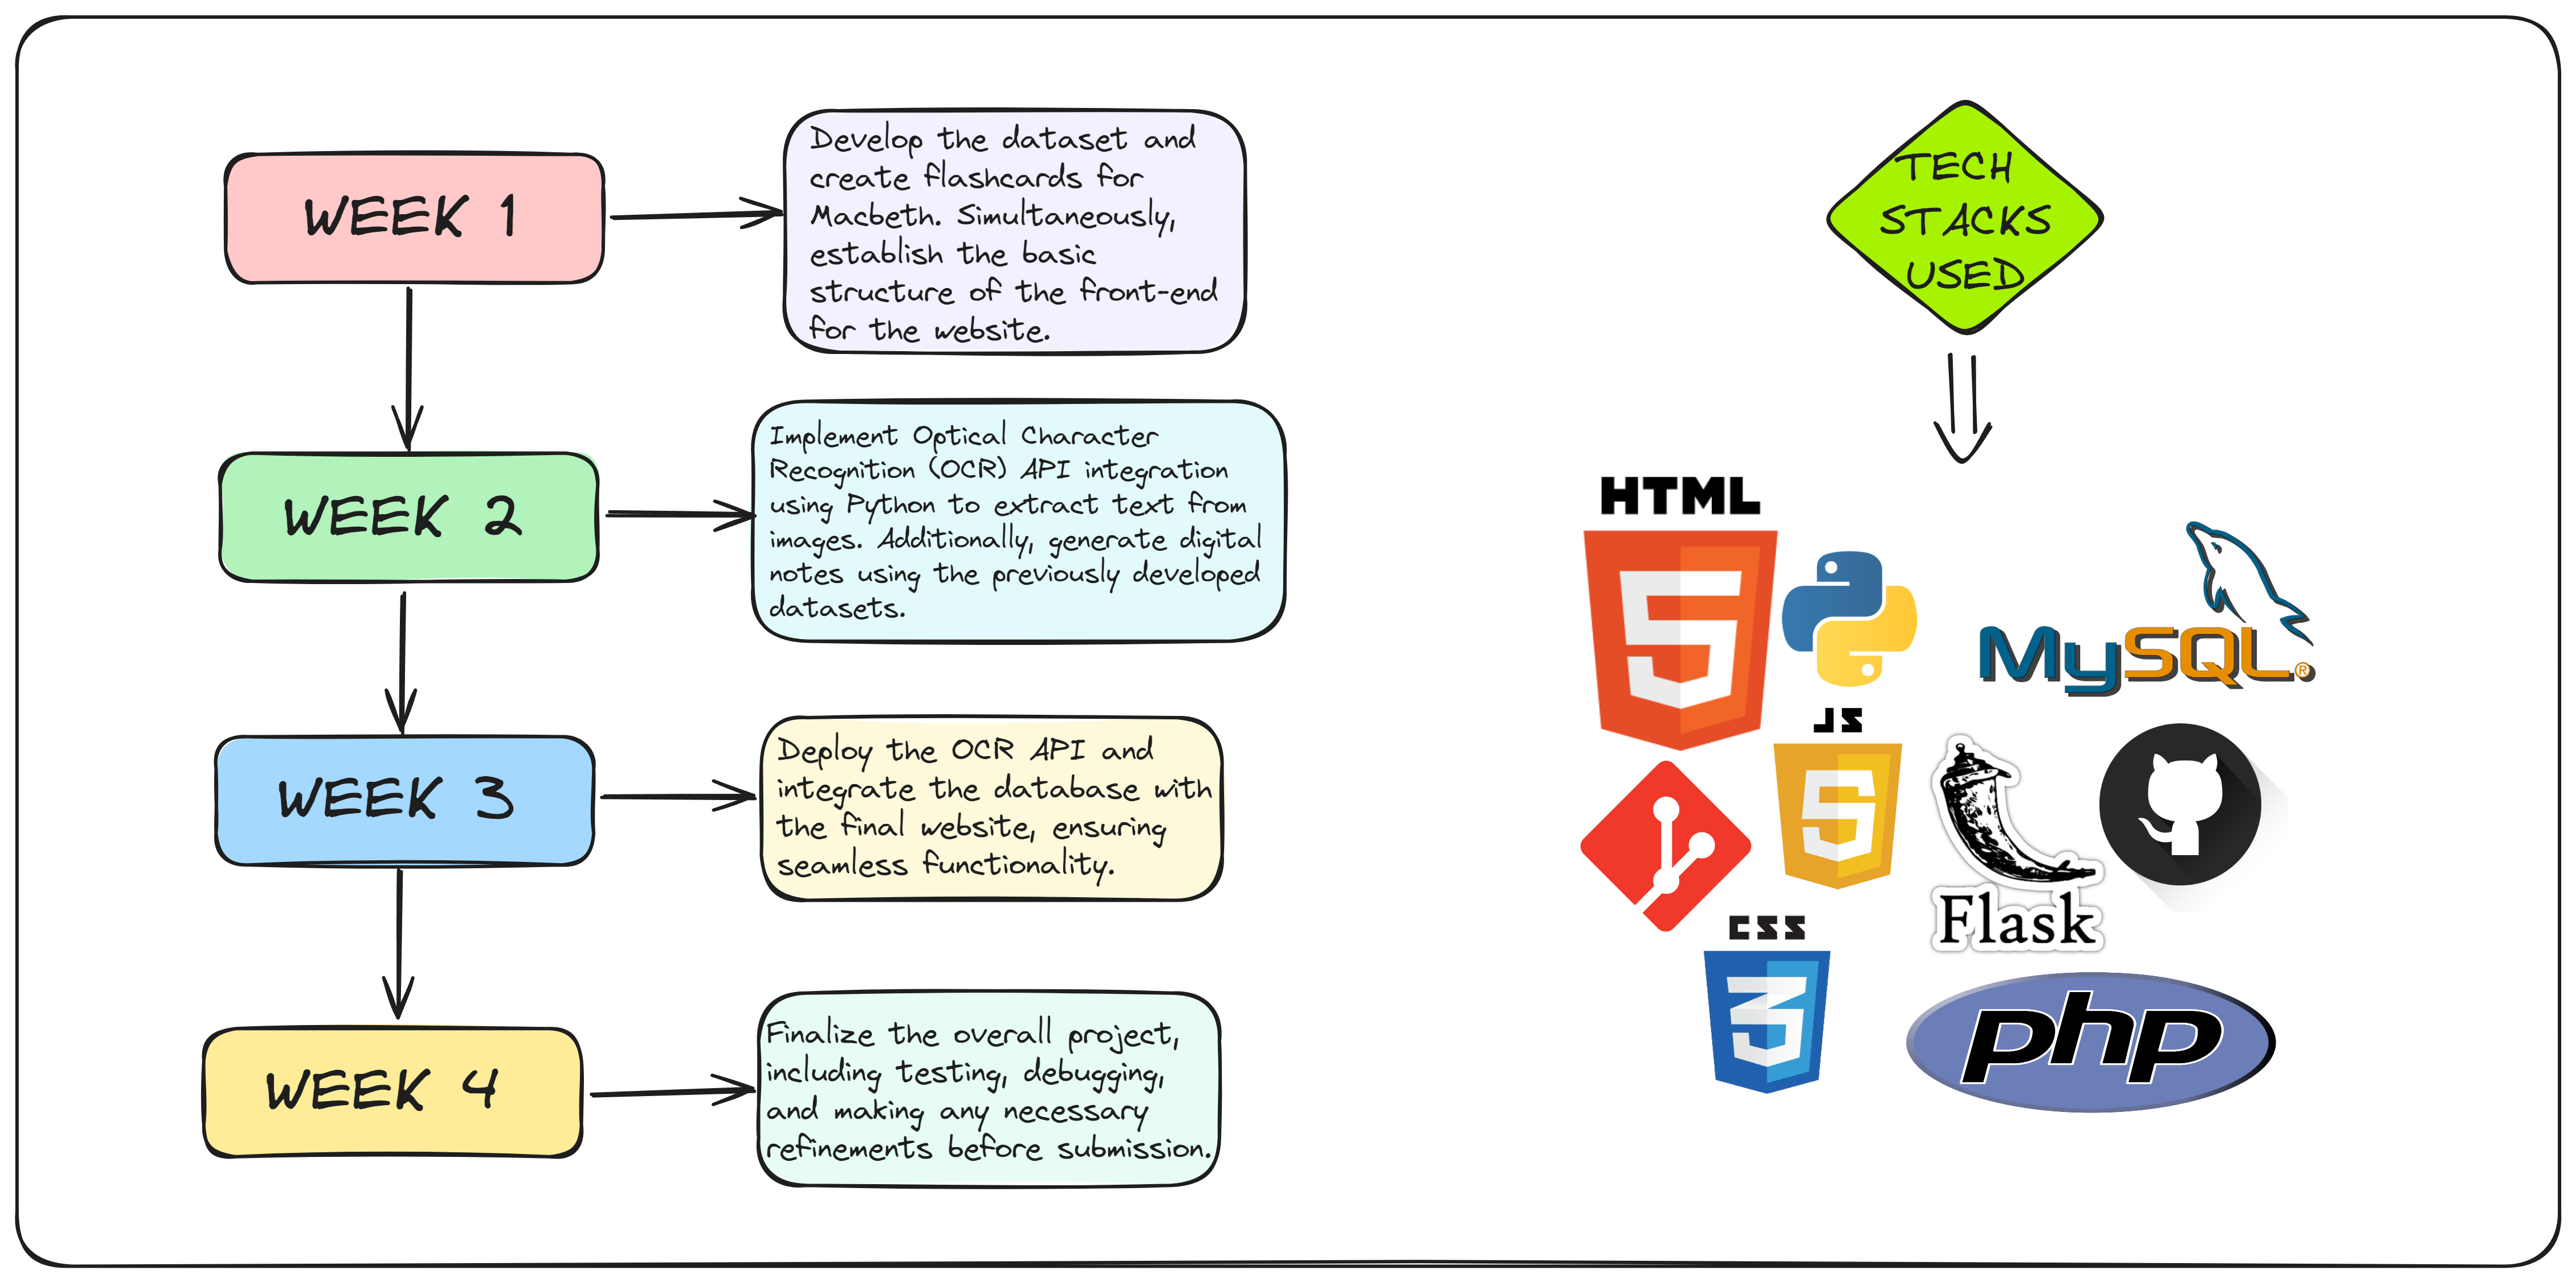 WEEK 1
Develop the dataset and
create flashcards for
Macbeth. Simultaneously,
establish the basic
structure of the front-end
for the website.
WEEK 2
Implement Optical Character
Recognition (OCR) API integration
using Python to extract text from
images. Additionally, generate digital
notes using the previously developed
datasets.
WEEK 3
Deploy the OCR API and
integrate the database with
the final website, ensuring
seamless functionality.
WEEK 4
Finalize the overall project,
including testing, debugging,
and making any necessary
refinements before submission.
TECH
STACKS
USED
HTML
5
MySQL®
JS
5
Flask
CSS
3
php